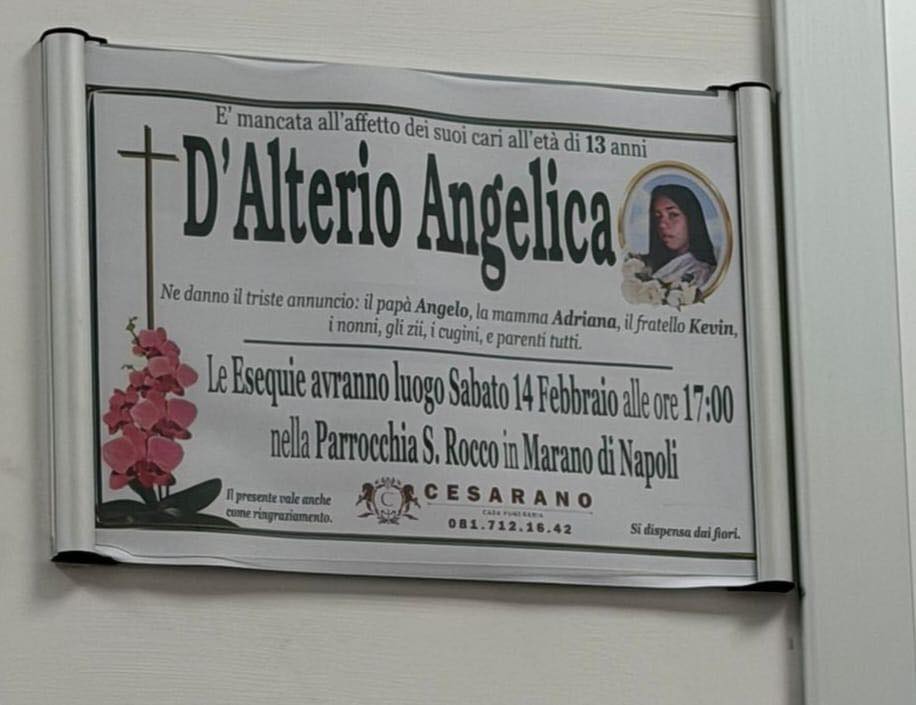 E' mancata all'affetto dei suoi cari all'età di 13 anni
D'Alterio Angelica
Ne danno il triste annuncio: il papà Angelo, la mamma Adriana, il fratello Kevin,
i nonni, gli zii, i cugini, e parenti tutti.
Le Esequie avranno luogo Sabato 14 Febbraio alle ore 17:00
nella Parrocchia S. Rocco in Marano di Napoli
Il presente vale anche
come ringraziamento.
C
CESARANO
CASA FUNERARIA
081.712.16.42
Si dispensa dai fiori.